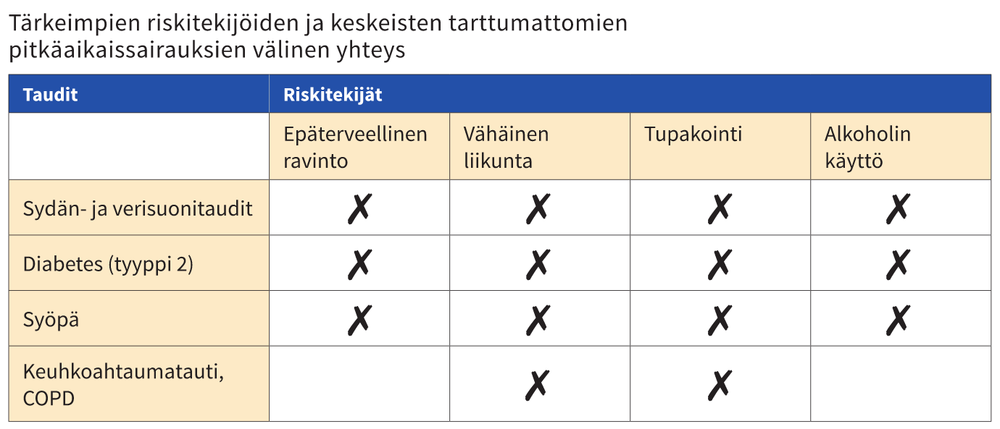 Tärkeimpien riskitekijöiden ja keskeisten tarttumattomien
pitkäaikaissairauksien välinen yhteys
Taudit Riskitekijät
Epäterveellinen ravinto Vähäinen liikunta Tupakointi Alkoholin käyttö
Sydän- ja verisuonitaudit ✗ ✗ ✗ ✗
Diabetes (tyyppi 2) ✗ ✗ ✗ ✗
Syöpä ✗ ✗ ✗ ✗
Keuhkoahtaumatauti,
COPD ✗ ✗